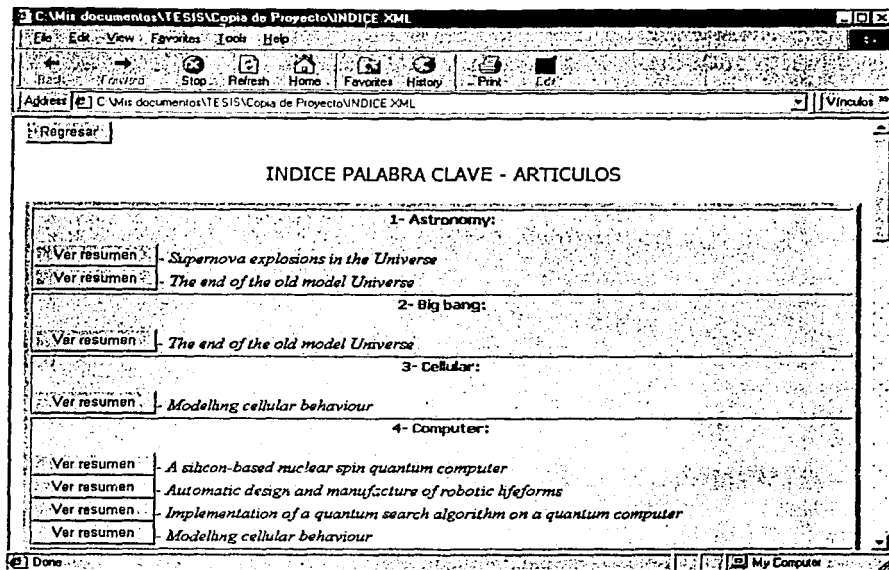 C:\Mis documentos\TESIS\Copia de Proyecto\INDICE.XML
File Edit View Favorites Tools Help
Back Forward Stop Refresh Home Favorites History Print Edit
Address C:\Mis documentos\TESIS\Copia de Proyecto\INDICE.XML Vínculos »
Regresar
INDICE PALABRA CLAVE - ARTICULOS
1- Astronomy:
Ver resumen - Supernova explosions in the Universe
Ver resumen - The end of the old model Universe
2- Big bang:
Ver resumen - The end of the old model Universe
3- Cellular:
Ver resumen - Modelling cellular behaviour
4- Computer:
Ver resumen - A silicon-based nuclear spin quantum computer
Ver resumen - Automatic design and manufacture of robotic lifeforms
Ver resumen - Implementation of a quantum search algorithm on a quantum computer
Ver resumen - Modelling cellular behaviour
Done My Computer